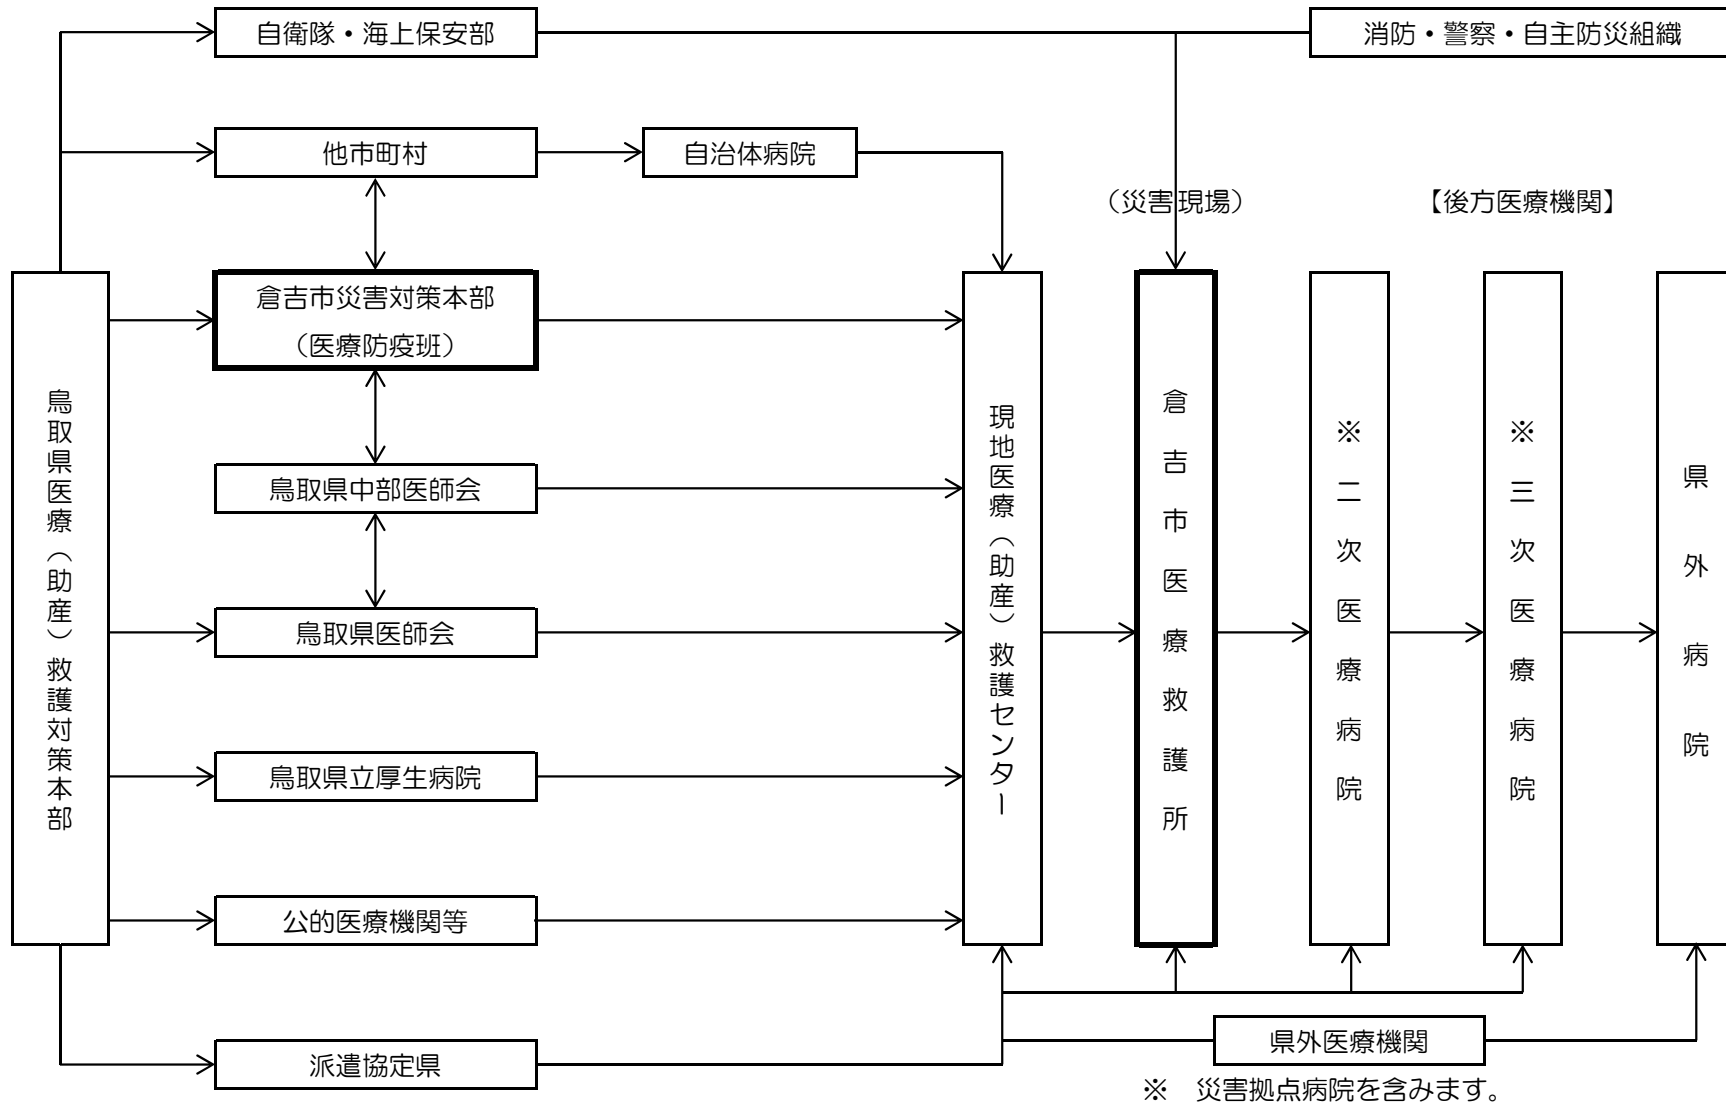 自衛隊・海上保安部
消防・警察・自主防災組織
他市町村
自治体病院
（災害現場）
【後方医療機関】
倉吉市災害対策本部
（医療防疫班）
鳥取県医療（助産）救護対策本部
鳥取県中部医師会
鳥取県医師会
鳥取県立厚生病院
公的医療機関等
派遣協定県
現地医療（助産）救護センター
倉吉市医療救護所
※二次医療病院
※三次医療病院
県外病院
県外医療機関
※　災害拠点病院を含みます。